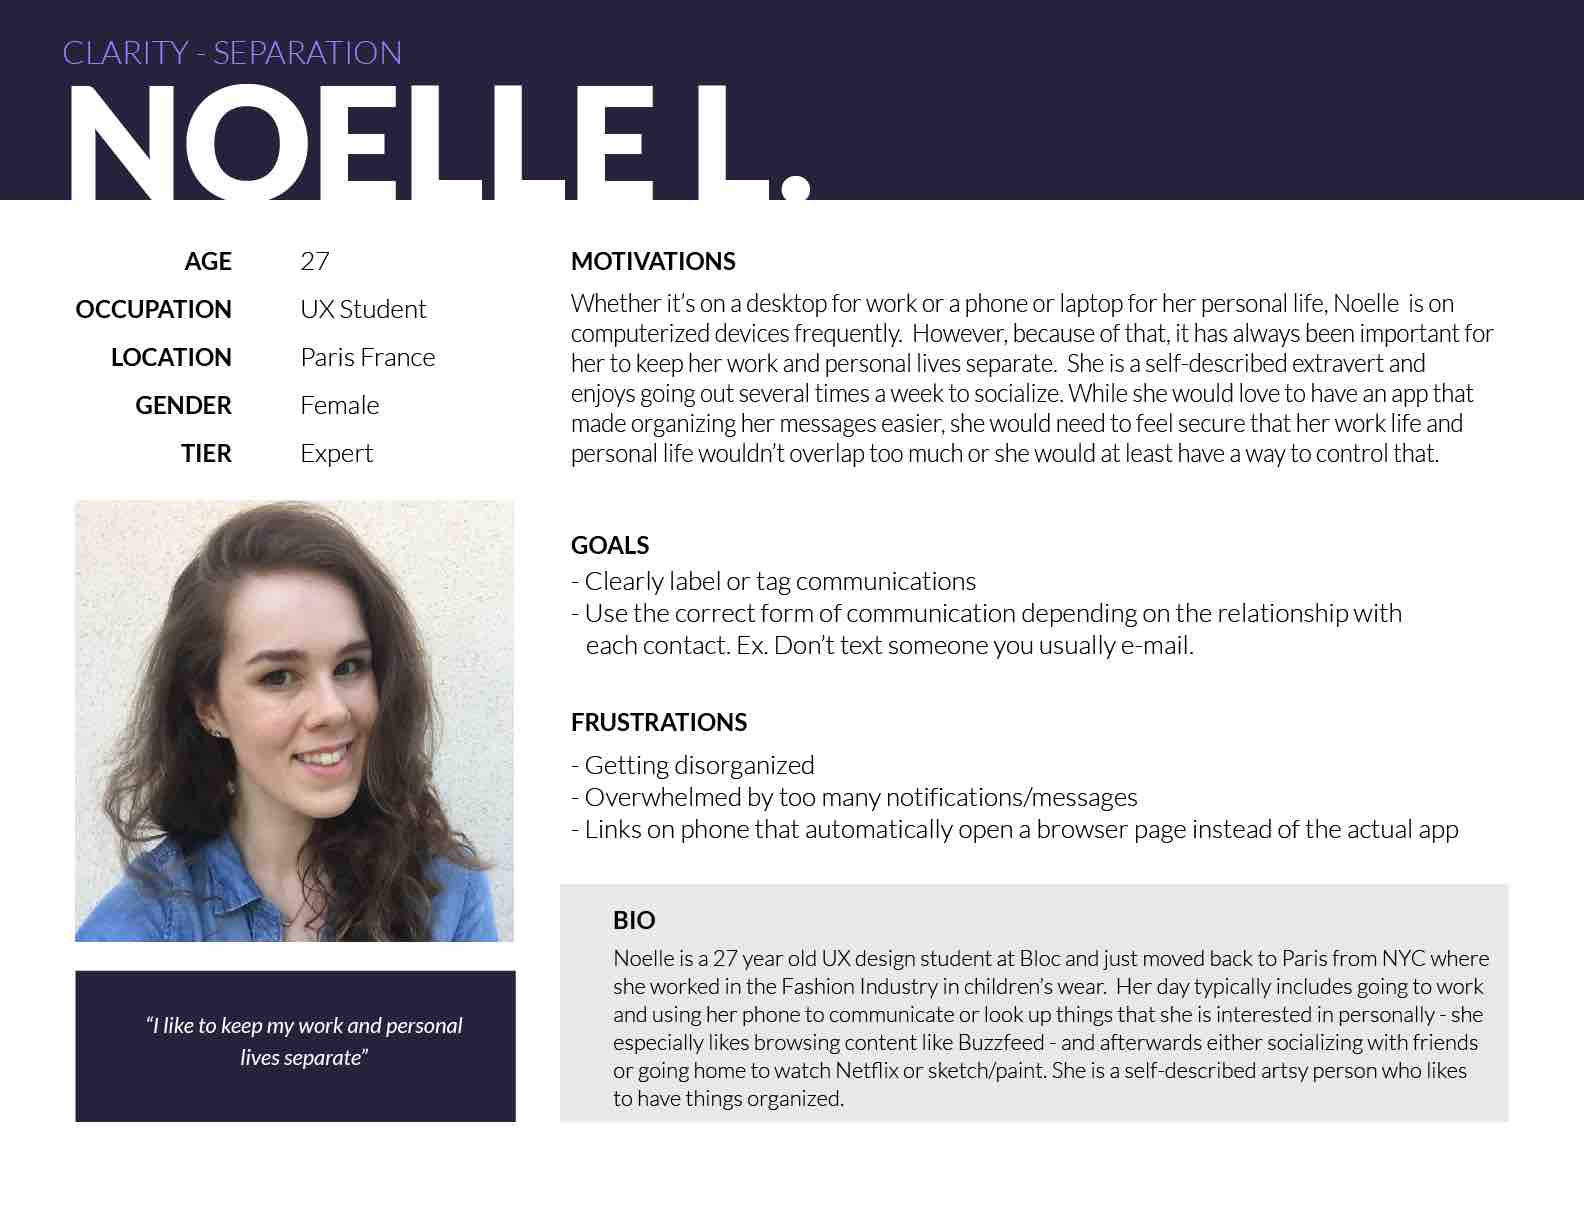 CLARITY - SEPARATION
NOELLE L.
AGE 27
OCCUPATION UX Student
LOCATION Paris France
GENDER Female
TIER Expert
“I like to keep my work and personal
lives separate”
MOTIVATIONS
Whether it’s on a desktop for work or a phone or laptop for her personal life, Noelle  is on
computerized devices frequently.  However, because of that, it has always been important for
her to keep her work and personal lives separate.  She is a self-described extravert and
enjoys going out several times a week to socialize. While she would love to have an app that
made organizing her messages easier, she would need to feel secure that her work life and
personal life wouldn’t overlap too much or she would at least have a way to control that.
GOALS
- Clearly label or tag communications
- Use the correct form of communication depending on the relationship with
each contact. Ex. Don’t text someone you usually e-mail.
FRUSTRATIONS
- Getting disorganized
- Overwhelmed by too many notifications/messages
- Links on phone that automatically open a browser page instead of the actual app
BIO
Noelle is a 27 year old UX design student at Bloc and just moved back to Paris from NYC where
she worked in the Fashion Industry in children’s wear.  Her day typically includes going to work
and using her phone to communicate or look up things that she is interested in personally - she
especially likes browsing content like Buzzfeed - and afterwards either socializing with friends
or going home to watch Netflix or sketch/paint. She is a self-described artsy person who likes
to have things organized.